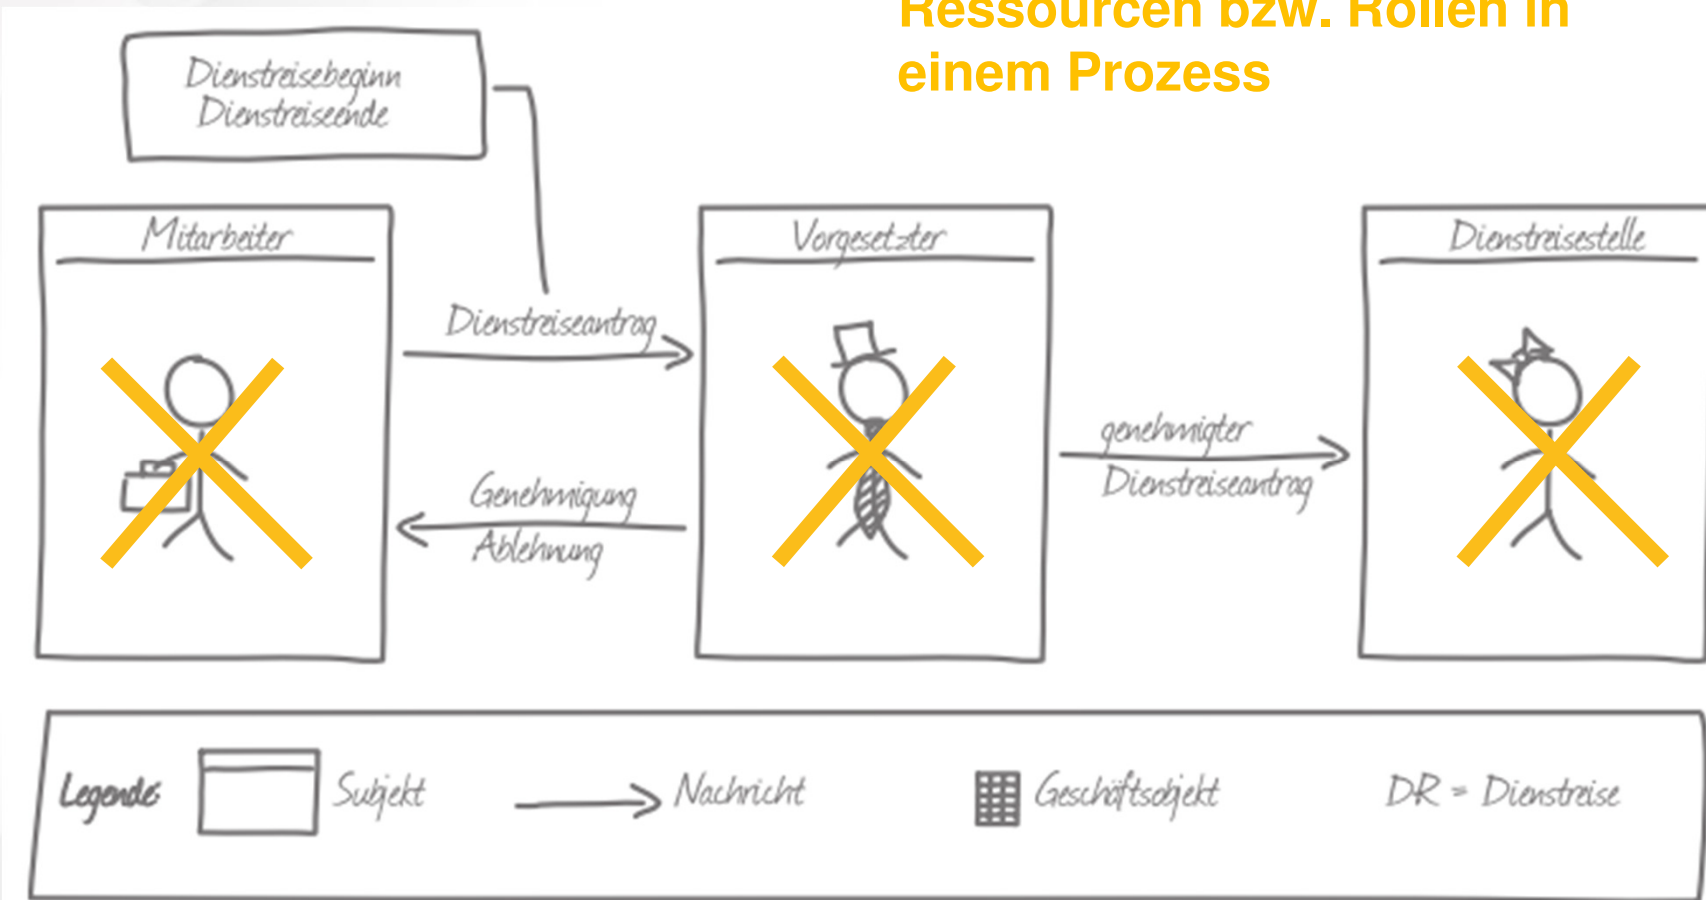 Ressourcen bzw. Rollen in
einem Prozess
Dienstreisebeginn
Dienstreiseende
Mitarbeiter
Vorgesetzter
Dienstreisestelle
Dienstreiseantrag
genehmigter
Dienstreiseantrag
Genehmigung
Ablehnung
Legende:
Subjekt
Nachricht
Geschäftsobjekt
DR = Dienstreise